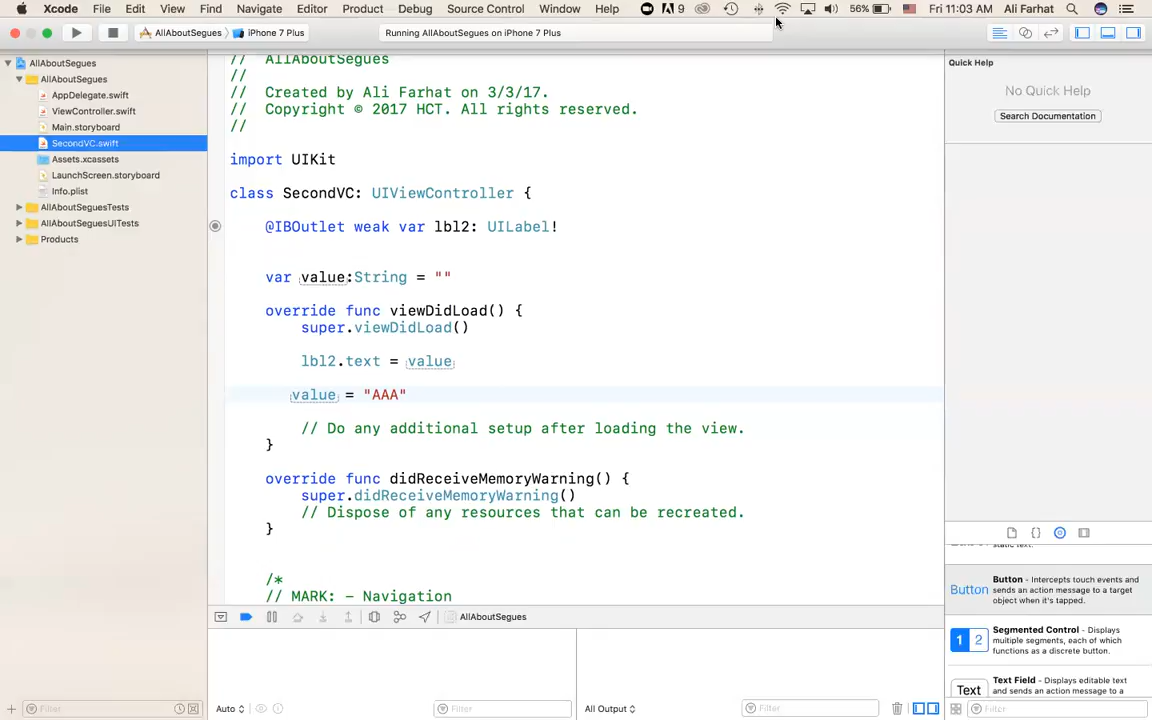 Xcode File Edit View Find Navigate Editor Product Debug Source Control Window Help 9 56% Fri 11:03 AM Ali Farhat
AllAboutSegues iPhone 7 Plus Running AllAboutSegues on iPhone 7 Plus
AllAboutSegues
AllAboutSegues
AppDelegate.swift
ViewController.swift
Main.storyboard
SecondVC.swift
Assets.xcassets
LaunchScreen.storyboard
Info.plist
AllAboutSeguesTests
AllAboutSeguesUITests
Products
Filter
// AllAboutSegues
//
// Created by Ali Farhat on 3/3/17.
// Copyright © 2017 HCT. All rights reserved.
//
import UIKit
class SecondVC: UIViewController {
@IBOutlet weak var lbl2: UILabel!
var value:String = ""
override func viewDidLoad() {
super.viewDidLoad()
lbl2.text = value
value = "AAA"
// Do any additional setup after loading the view.
}
override func didReceiveMemoryWarning() {
super.didReceiveMemoryWarning()
// Dispose of any resources that can be recreated.
}
/*
// MARK: - Navigation
AllAboutSegues
Auto Filter All Output Filter
Quick Help
No Quick Help
Search Documentation
static text.
Button
Button - Intercepts touch events and
sends an action message to a target
object when it's tapped.
1 2
Segmented Control - Displays
multiple segments, each of which
functions as a discrete button.
Text
Text Field - Displays editable text
and sends an action message to a
Filter